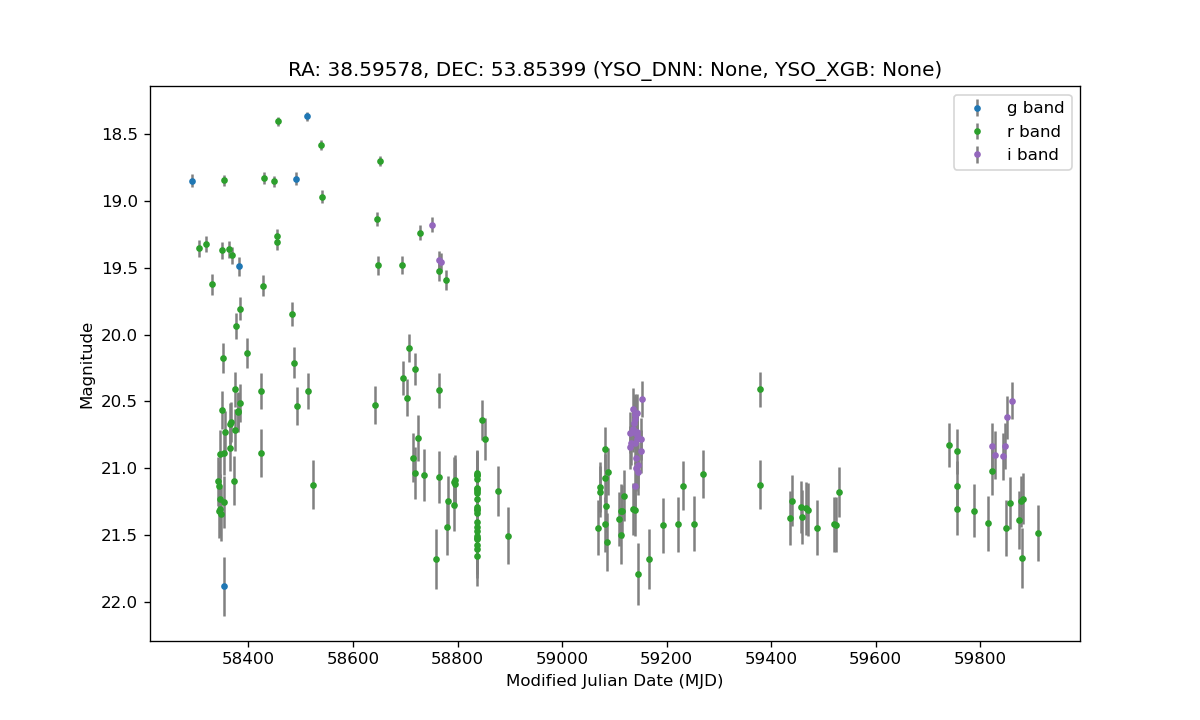 RA: 38.59578, DEC: 53.85399 (YSO_DNN: None, YSO_XGB: None)
g band
r band
i band
18.5
19.0
19.5
20.0
20.5
21.0
21.5
22.0
Magnitude
58400 58600 58800 59000 59200 59400 59600 59800
Modified Julian Date (MJD)